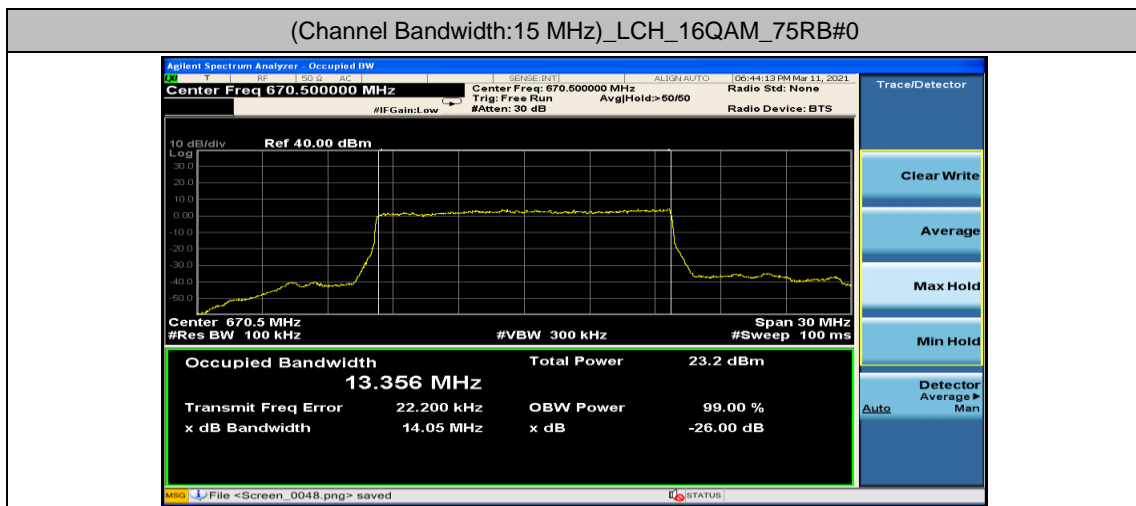 (Channel Bandwidth:15 MHz)_LCH_16QAM_75RB#0
Agilent Spectrum Analyzer - Occupied BW
LXI T RF 50 Ω AC SENSE:INT ALIGN AUTO 06:44:13 PM Mar 11, 2021
Center Freq 670.500000 MHz
Center Freq: 670.500000 MHz Radio Std: None
Trig: Free Run Avg|Hold:>50/50
#IFGain:Low #Atten: 30 dB Radio Device: BTS
10 dB/div Ref 40.00 dBm
Log
30.0
20.0
10.0
0.00
-10.0
-20.0
-30.0
-40.0
-50.0
Center 670.5 MHz Span 30 MHz
#Res BW 100 kHz #VBW 300 kHz #Sweep 100 ms
Occupied Bandwidth Total Power 23.2 dBm
13.356 MHz
Transmit Freq Error 22.200 kHz OBW Power 99.00 %
x dB Bandwidth 14.05 MHz x dB -26.00 dB
MSG File <Screen_0048.png> saved STATUS
Trace/Detector
Clear Write
Average
Max Hold
Min Hold
Detector
Average
Auto Man